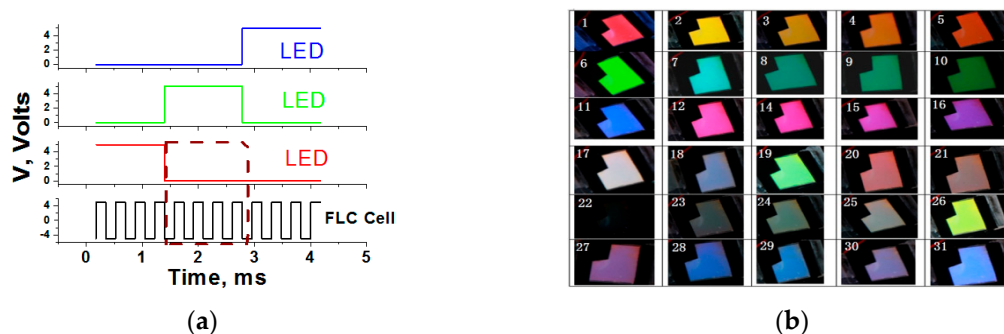 4
2
0
LED
4
2
0
LED
4
2
0
LED
4
0
-4
FLC Cell
V, Volts
0 1 2 3 4 5
Time, ms
(a)
1 2 3 4 5
6 7 8 9 10
11 12 14 15 16
17 18 19 20 21
22 23 24 25 26
27 28 29 30 31
(b)